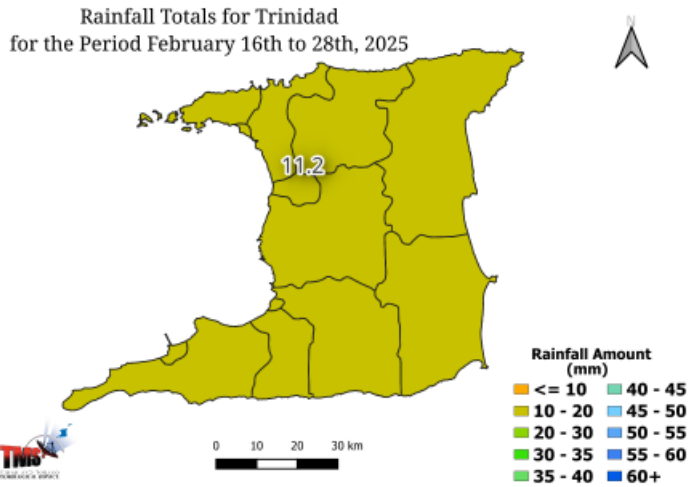 Rainfall Totals for Trinidad
for the Period February 16th to 28th, 2025
N
11.2
Rainfall Amount
(mm)
<= 10
10 - 20
20 - 30
30 - 35
35 - 40
40 - 45
45 - 50
50 - 55
55 - 60
60+
0 10 20 30 km
TMS